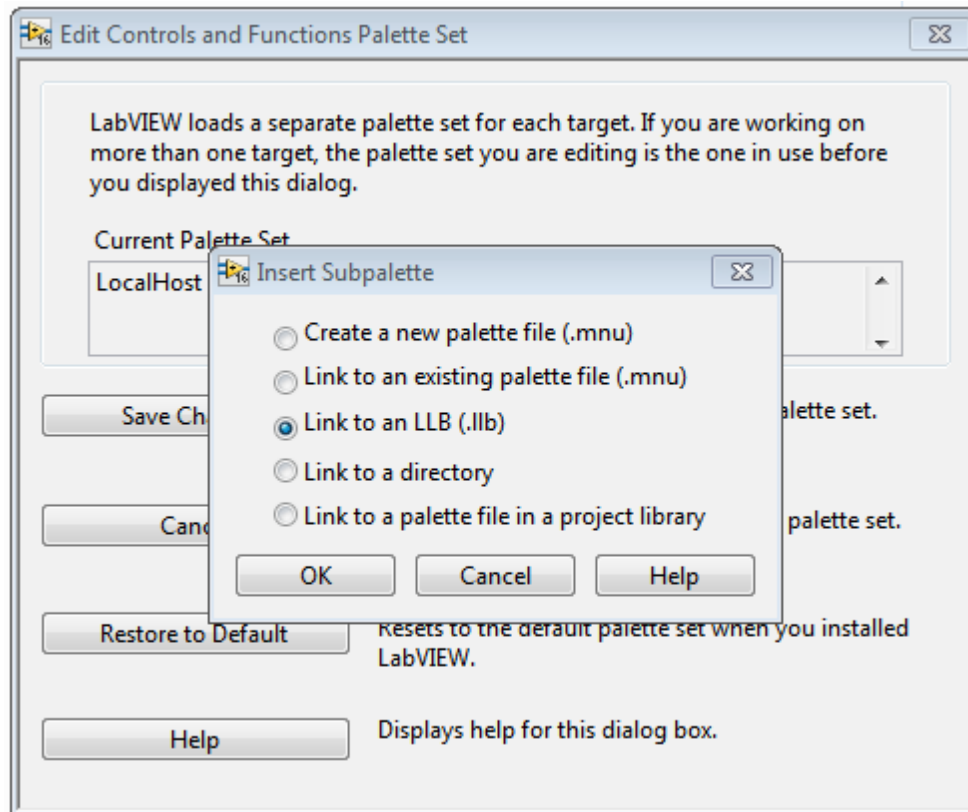 Edit Controls and Functions Palette Set
LabVIEW loads a separate palette set for each target. If you are working on
more than one target, the palette set you are editing is the one in use before
you displayed this dialog.
Current Palette Set
LocalHost
Insert Subpalette
Create a new palette file (.mnu)
Link to an existing palette file (.mnu)
Link to an LLB (.llb)
Link to a directory
Link to a palette file in a project library
OK
Cancel
Help
Save
palette set.
palette set.
Restore to Default
Resets to the default palette set when you installed
LabVIEW.
Help
Displays help for this dialog box.